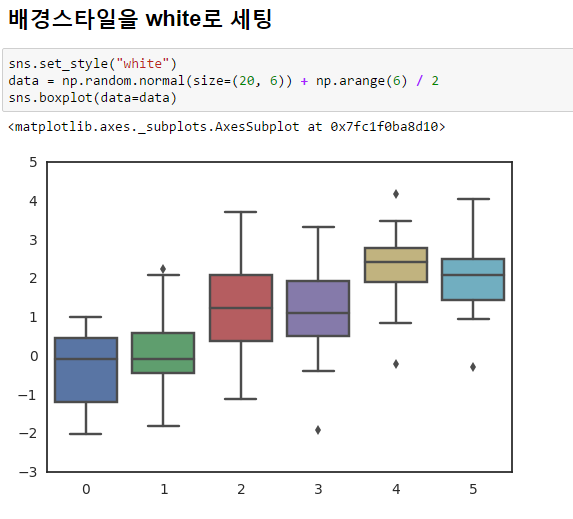 배경스타일을 white로 세팅
sns.set_style("white")
data = np.random.normal(size=(20, 6)) + np.arange(6) / 2
sns.boxplot(data=data)
<matplotlib.axes._subplots.AxesSubplot at 0x7fc1f0ba8d10>
5
4
3
2
1
0
−1
−2
−3
0 1 2 3 4 5